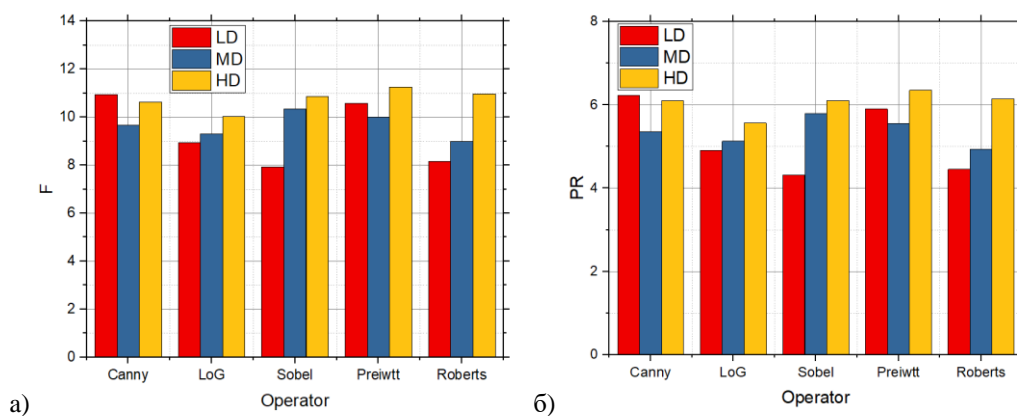 14
12
10
8
6
4
2
0
F
LD
MD
HD
Canny
LoG
Sobel
Preiwtt
Roberts
Operator
а)
8
6
4
2
0
PR
LD
MD
HD
Canny
LoG
Sobel
Preiwtt
Roberts
Operator
б)